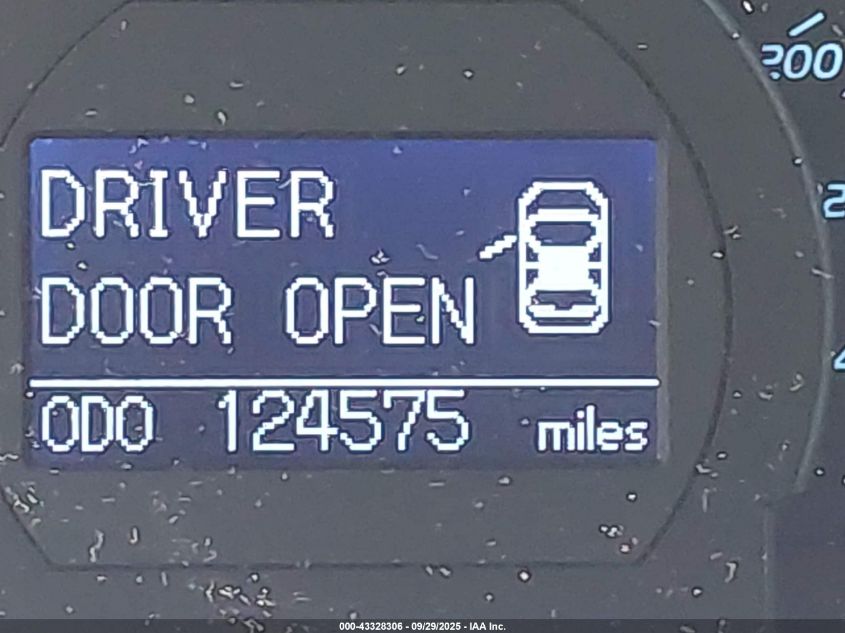 DRIVER
DOOR OPEN
ODO 124575 miles
200
000-43328306 - 09/29/2025 - IAA Inc.